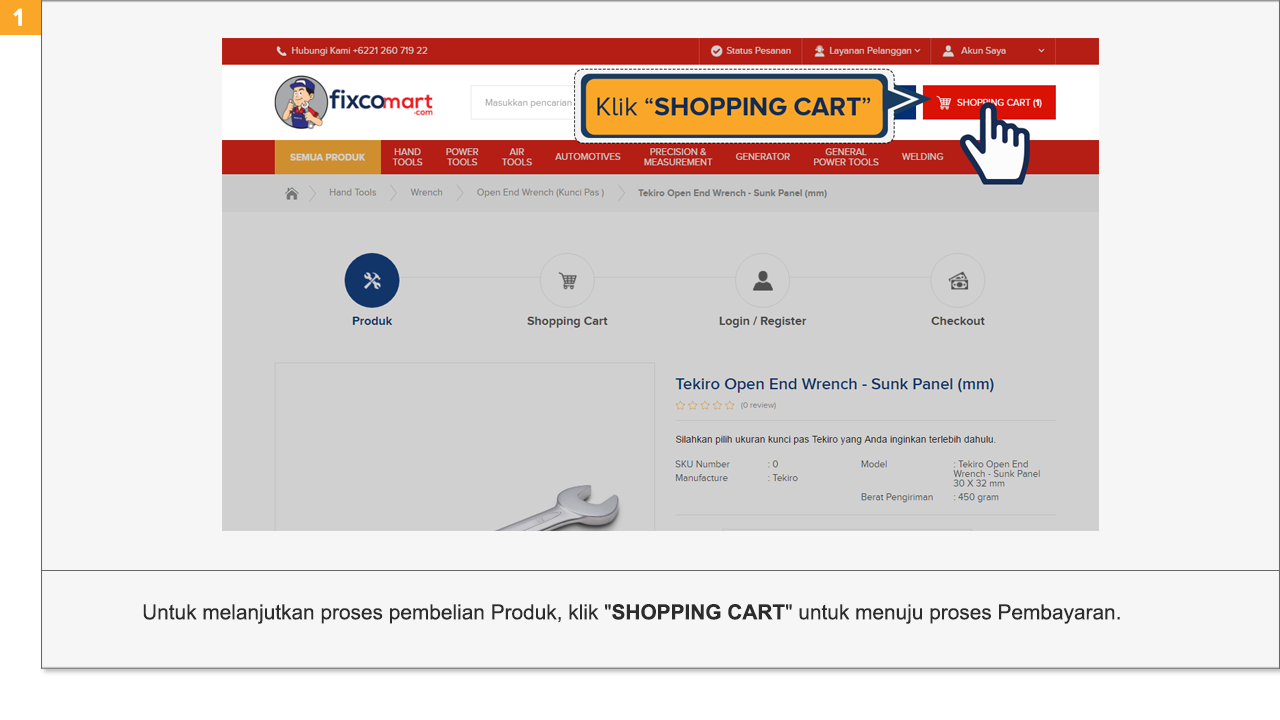 1
Hubungi Kami +6221 260 719 22
Status Pesanan
Layanan Pelanggan
Akun Saya
fixcomart
.com
Masukkan pencarian
Klik “SHOPPING CART”
SHOPPING CART (1)
SEMUA PRODUK
HAND
TOOLS
POWER
TOOLS
AIR
TOOLS
AUTOMOTIVES
PRECISION &
MEASUREMENT
GENERATOR
GENERAL
POWER TOOLS
WELDING
Hand Tools
Wrench
Open End Wrench (Kunci Pas )
Tekiro Open End Wrench - Sunk Panel (mm)
Produk
Shopping Cart
Login / Register
Checkout
Tekiro Open End Wrench - Sunk Panel (mm)
(0 review)
Silahkan pilih ukuran kunci pas Tekiro yang Anda inginkan terlebih dahulu.
SKU Number : 0
Manufacture : Tekiro
Model : Tekiro Open End
Wrench - Sunk Panel
30 X 32 mm
Berat Pengiriman : 450 gram
Untuk melanjutkan proses pembelian Produk, klik "SHOPPING CART" untuk menuju proses Pembayaran.